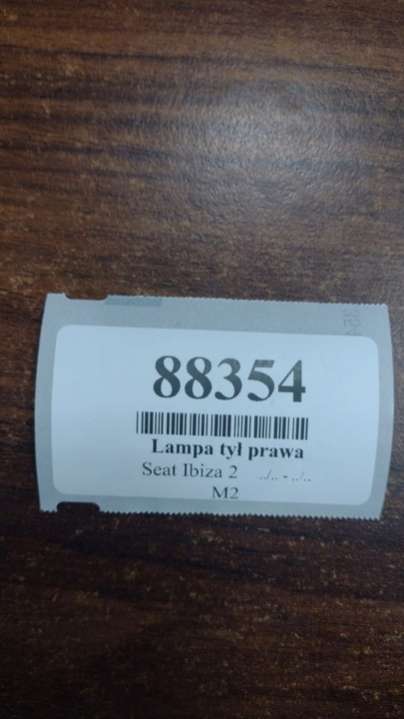 88354
Lampa tył prawa
Seat Ibiza 2 ../.. - ../..
M2